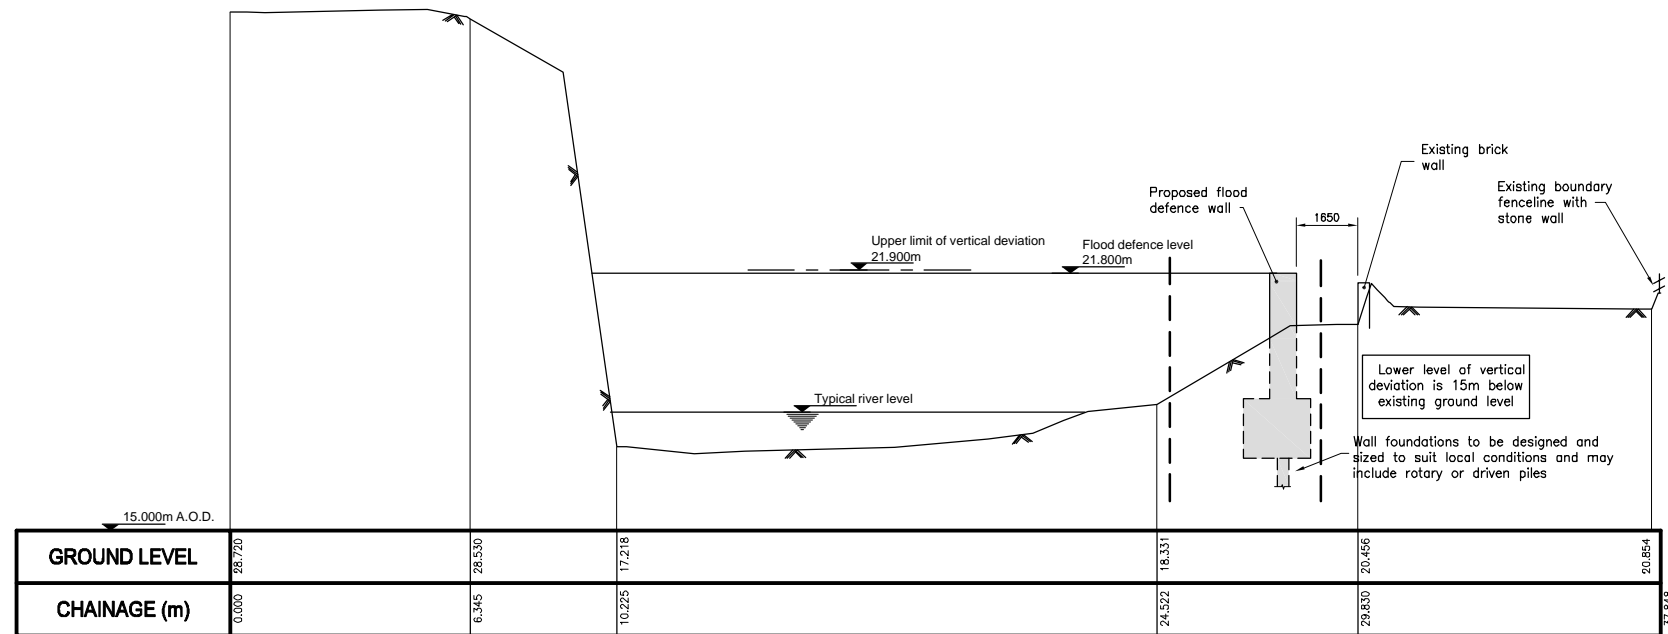 Existing brick
wall
Existing boundary
fenceline with
stone wall
Proposed flood
defence wall
1650
Upper limit of vertical deviation
21.900m
Flood defence level
21.800m
Lower level of vertical
deviation is 15m below
existing ground level
Typical river level
Wall foundations to be designed and
sized to suit local conditions and may
include rotary or driven piles
15.000m A.O.D.
GROUND LEVEL 28.720 28.530 17.218 18.331 20.456 20.854
CHAINAGE (m) 0.000 6.345 10.225 24.522 29.830